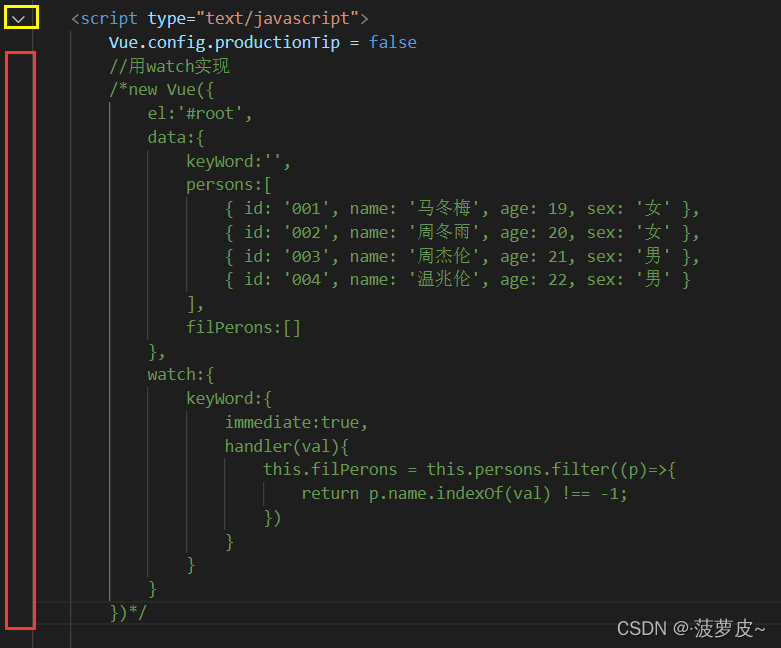 <script type="text/javascript">
    Vue.config.productionTip = false
    //用watch实现
    /*new Vue({
        el:'#root',
        data:{
            keyWord:'',
            persons:[
                { id: '001', name: '马冬梅', age: 19, sex: '女' },
                { id: '002', name: '周冬雨', age: 20, sex: '女' },
                { id: '003', name: '周杰伦', age: 21, sex: '男' },
                { id: '004', name: '温兆伦', age: 22, sex: '男' }
            ],
            filPerons:[]
        },
        watch:{
            keyWord:{
                immediate:true,
                handler(val){
                    this.filPerons = this.persons.filter((p)=>{
                        return p.name.indexOf(val) !== -1;
                    })
                }
            }
        }
    })*/
CSDN @·菠萝皮~